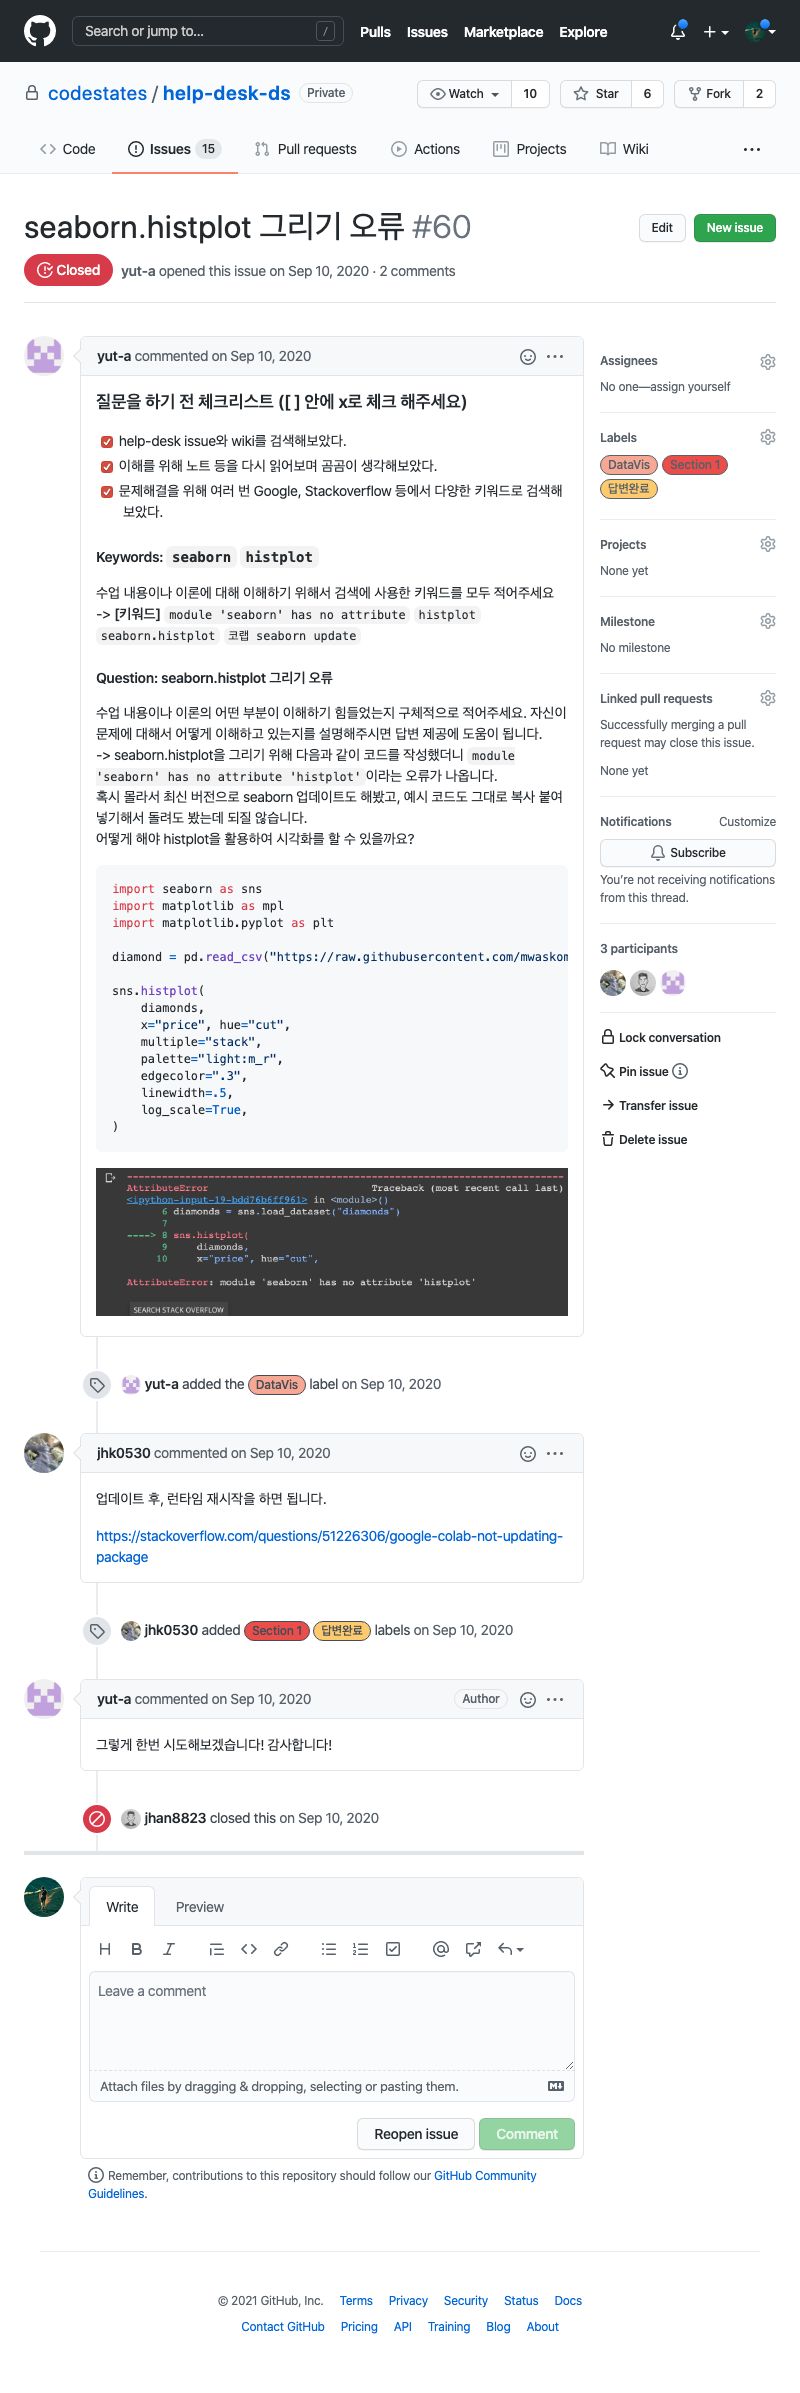 Search or jump to... /
Pulls Issues Marketplace Explore
codestates / help-desk-ds Private
Watch 10 Star 6 Fork 2
Code Issues 15 Pull requests Actions Projects Wiki ...
seaborn.histplot 그리기 오류 #60
Edit New issue
Closed yut-a opened this issue on Sep 10, 2020 · 2 comments
yut-a commented on Sep 10, 2020
질문을 하기 전 체크리스트 ([ ] 안에 x로 체크 해주세요)
help-desk issue와 wiki를 검색해보았다.
이해를 위해 노트 등을 다시 읽어보며 곰곰이 생각해보았다.
문제해결을 위해 여러 번 Google, Stackoverflow 등에서 다양한 키워드로 검색해
보았다.
Keywords: seaborn histplot
수업 내용이나 이론에 대해 이해하기 위해서 검색에 사용한 키워드를 모두 적어주세요
-> [키워드] module 'seaborn' has no attribute histplot
seaborn.histplot 코랩 seaborn update
Question: seaborn.histplot 그리기 오류
수업 내용이나 이론의 어떤 부분이 이해하기 힘들었는지 구체적으로 적어주세요. 자신이
문제에 대해서 어떻게 이해하고 있는지를 설명해주시면 답변 제공에 도움이 됩니다.
-> seaborn.histplot을 그리기 위해 다음과 같이 코드를 작성했더니 module
'seaborn' has no attribute 'histplot' 이라는 오류가 나옵니다.
혹시 몰라서 최신 버전으로 seaborn 업데이트도 해봤고, 예시 코드도 그대로 복사 붙여
넣기해서 돌려도 봤는데 되질 않습니다.
어떻게 해야 histplot을 활용하여 시각화를 할 수 있을까요?
import seaborn as sns
import matplotlib as mpl
import matplotlib.pyplot as plt
diamond = pd.read_csv("https://raw.githubusercontent.com/mwaskom
sns.histplot(
diamonds,
x="price", hue="cut",
multiple="stack",
palette="light:m_r",
edgecolor=".3",
linewidth=.5,
log_scale=True,
)
---------------------------------------------------------------------------
AttributeError Traceback (most recent call last)
<ipython-input-19-bdd76b6ff961> in <module>()
6 diamonds = sns.load_dataset("diamonds")
7
----> 8 sns.histplot(
9 diamonds,
10 x="price", hue="cut",
AttributeError: module 'seaborn' has no attribute 'histplot'
SEARCH STACK OVERFLOW
yut-a added the DataVis label on Sep 10, 2020
jhk0530 commented on Sep 10, 2020
업데이트 후, 런타임 재시작을 하면 됩니다.
https://stackoverflow.com/questions/51226306/google-colab-not-updating-
package
jhk0530 added Section 1 답변완료 labels on Sep 10, 2020
yut-a commented on Sep 10, 2020 Author
그렇게 한번 시도해보겠습니다! 감사합니다!
jhan8823 closed this on Sep 10, 2020
Write Preview
Leave a comment
Attach files by dragging & dropping, selecting or pasting them.
Reopen issue Comment
Remember, contributions to this repository should follow our GitHub Community
Guidelines.
Assignees
No one—assign yourself
Labels
DataVis Section 1
답변완료
Projects
None yet
Milestone
No milestone
Linked pull requests
Successfully merging a pull
request may close this issue.
None yet
Notifications Customize
Subscribe
You're not receiving notifications
from this thread.
3 participants
Lock conversation
Pin issue
Transfer issue
Delete issue
© 2021 GitHub, Inc. Terms Privacy Security Status Docs
Contact GitHub Pricing API Training Blog About